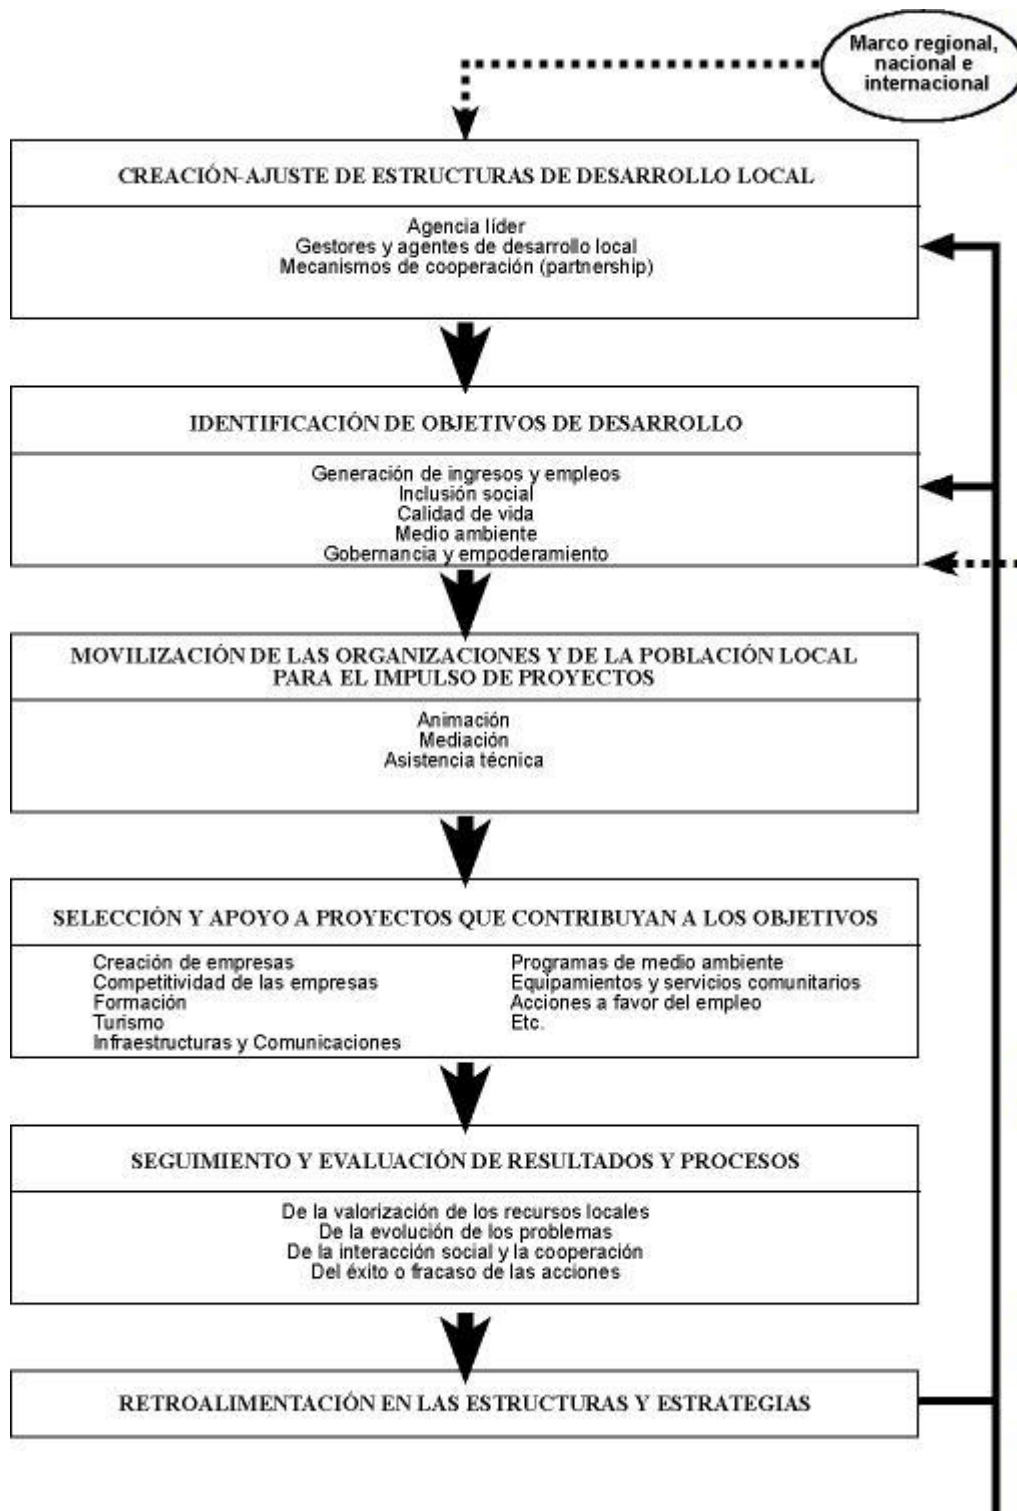 Marco regional,
nacional e
internacional
CREACIÓN-AJUSTE DE ESTRUCTURAS DE DESARROLLO LOCAL
Agencia líder
Gestores y agentes de desarrollo local
Mecanismos de cooperación (partnership)
IDENTIFICACIÓN DE OBJETIVOS DE DESARROLLO
Generación de ingresos y empleos
Inclusión social
Calidad de vida
Medio ambiente
Gobernancia y empoderamiento
MOVILIZACIÓN DE LAS ORGANIZACIONES Y DE LA POBLACIÓN LOCAL
PARA EL IMPULSO DE PROYECTOS
Animación
Mediación
Asistencia técnica
SELECCIÓN Y APOYO A PROYECTOS QUE CONTRIBUYAN A LOS OBJETIVOS
Creación de empresas
Competitividad de las empresas
Formación
Turismo
Infraestructuras y Comunicaciones
Programas de medio ambiente
Equipamientos y servicios comunitarios
Acciones a favor del empleo
Etc.
SEGUIMIENTO Y EVALUACIÓN DE RESULTADOS Y PROCESOS
De la valorización de los recursos locales
De la evolución de los problemas
De la interacción social y la cooperación
Del éxito o fracaso de las acciones
RETROALIMENTACIÓN EN LAS ESTRUCTURAS Y ESTRATEGIAS